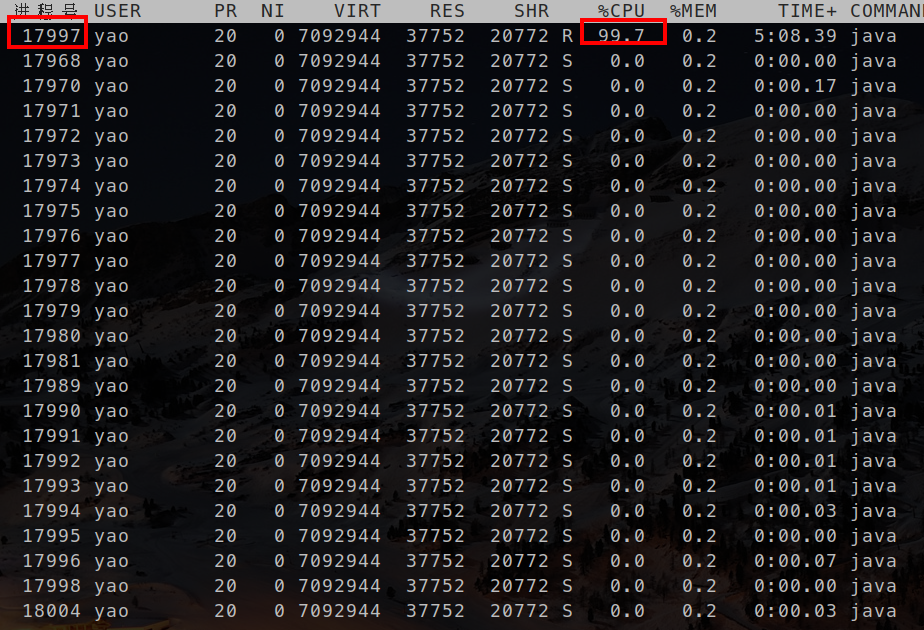 进程号 USER PR NI VIRT RES SHR %CPU %MEM TIME+ COMMAN
17997 yao 20 0 7092944 37752 20772 R 99.7 0.2 5:08.39 java
17968 yao 20 0 7092944 37752 20772 S 0.0 0.2 0:00.00 java
17970 yao 20 0 7092944 37752 20772 S 0.0 0.2 0:00.17 java
17971 yao 20 0 7092944 37752 20772 S 0.0 0.2 0:00.00 java
17972 yao 20 0 7092944 37752 20772 S 0.0 0.2 0:00.00 java
17973 yao 20 0 7092944 37752 20772 S 0.0 0.2 0:00.00 java
17974 yao 20 0 7092944 37752 20772 S 0.0 0.2 0:00.00 java
17975 yao 20 0 7092944 37752 20772 S 0.0 0.2 0:00.00 java
17976 yao 20 0 7092944 37752 20772 S 0.0 0.2 0:00.00 java
17977 yao 20 0 7092944 37752 20772 S 0.0 0.2 0:00.00 java
17978 yao 20 0 7092944 37752 20772 S 0.0 0.2 0:00.00 java
17979 yao 20 0 7092944 37752 20772 S 0.0 0.2 0:00.00 java
17980 yao 20 0 7092944 37752 20772 S 0.0 0.2 0:00.00 java
17981 yao 20 0 7092944 37752 20772 S 0.0 0.2 0:00.00 java
17989 yao 20 0 7092944 37752 20772 S 0.0 0.2 0:00.00 java
17990 yao 20 0 7092944 37752 20772 S 0.0 0.2 0:00.01 java
17991 yao 20 0 7092944 37752 20772 S 0.0 0.2 0:00.01 java
17992 yao 20 0 7092944 37752 20772 S 0.0 0.2 0:00.01 java
17993 yao 20 0 7092944 37752 20772 S 0.0 0.2 0:00.01 java
17994 yao 20 0 7092944 37752 20772 S 0.0 0.2 0:00.03 java
17995 yao 20 0 7092944 37752 20772 S 0.0 0.2 0:00.00 java
17996 yao 20 0 7092944 37752 20772 S 0.0 0.2 0:00.07 java
17998 yao 20 0 7092944 37752 20772 S 0.0 0.2 0:00.00 java
18004 yao 20 0 7092944 37752 20772 S 0.0 0.2 0:00.03 java